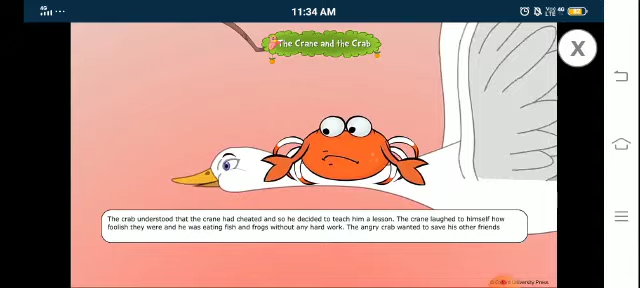 4G
11:34 AM
4G
The Crane and the Crab
X
The crab understood that the crane had cheated and so he decided to teach him a lesson. The crane laughed to himself how
foolish they were and he was eating fish and frogs without any hard work. The angry crab wanted to save his other friends
University Press